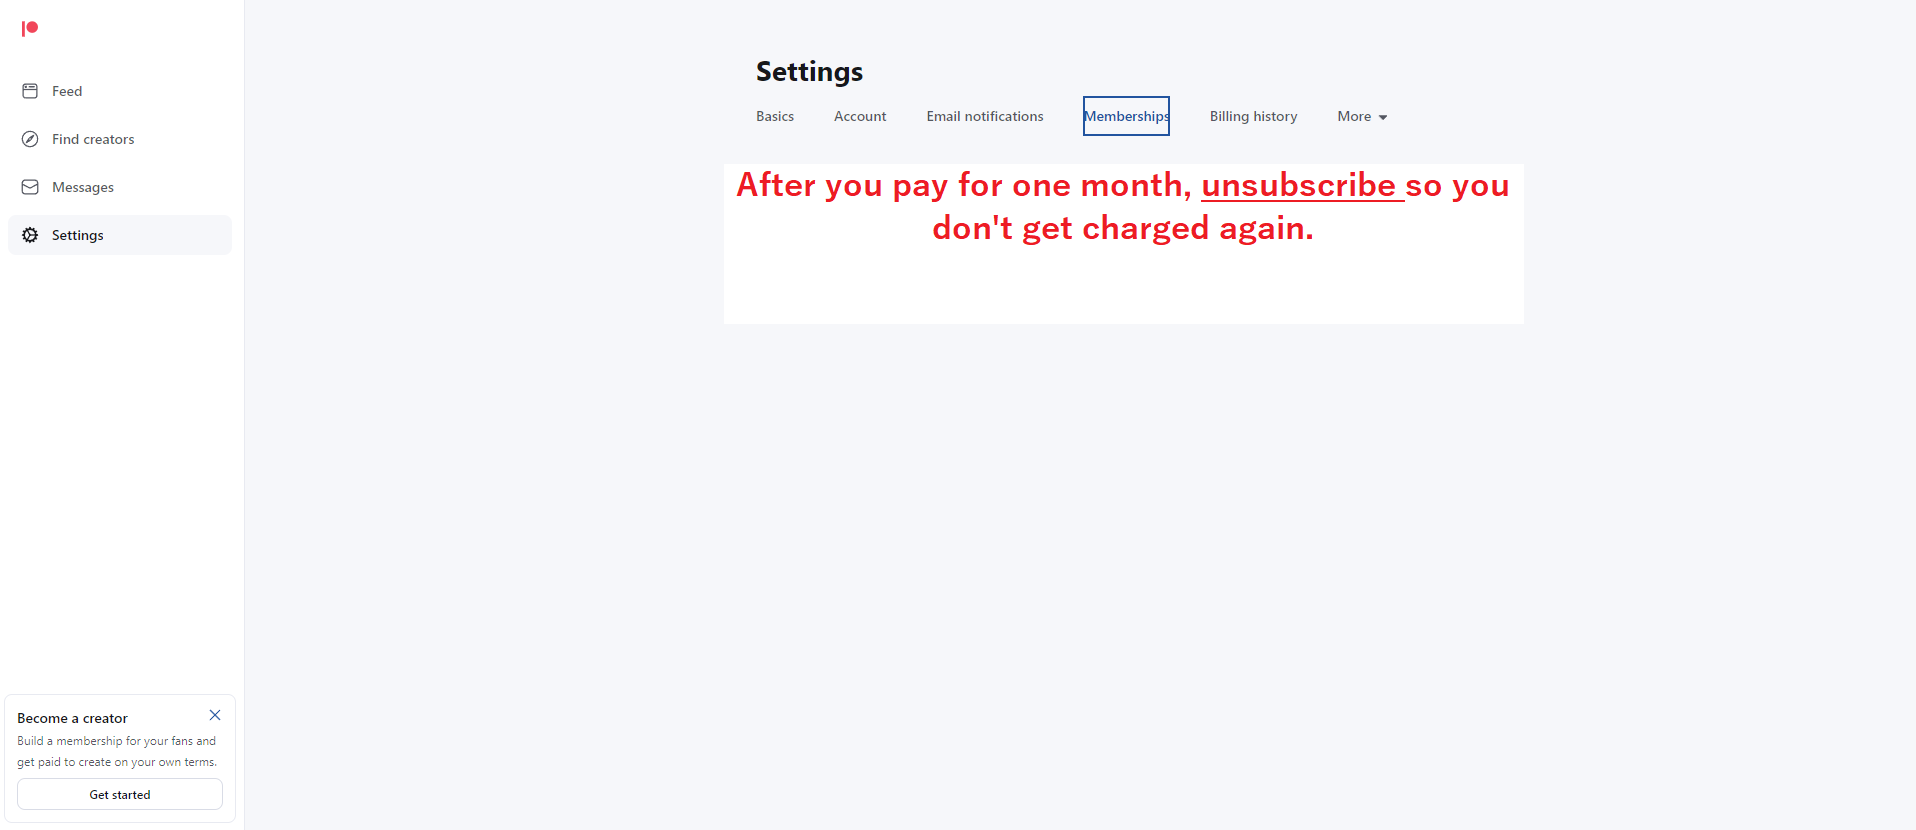 Feed
Find creators
Messages
Settings
Become a creator
Build a membership for your fans and
get paid to create on your own terms.
Get started
Settings
Basics Account Email notifications Memberships Billing history More
After you pay for one month, unsubscribe so you
don't get charged again.